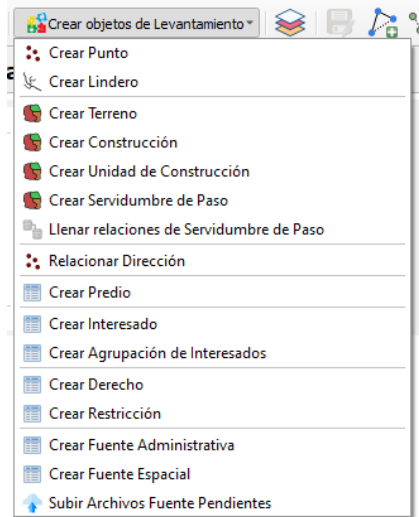 Crear objetos de Levantamiento
Crear Punto
Crear Lindero
Crear Terreno
Crear Construcción
Crear Unidad de Construcción
Crear Servidumbre de Paso
Llenar relaciones de Servidumbre de Paso
Relacionar Dirección
Crear Predio
Crear Interesado
Crear Agrupación de Interesados
Crear Derecho
Crear Restricción
Crear Fuente Administrativa
Crear Fuente Espacial
Subir Archivos Fuente Pendientes